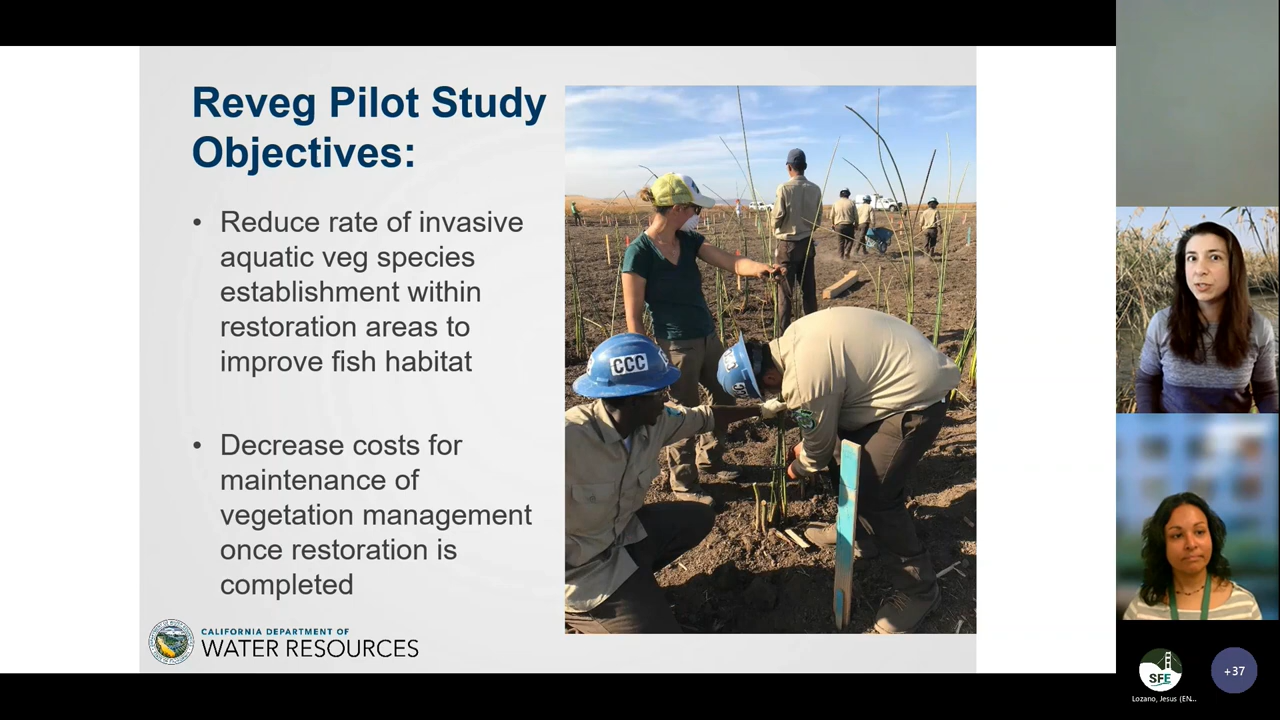 Reveg Pilot Study
Objectives:
• Reduce rate of invasive
aquatic veg species
establishment within
restoration areas to
improve fish habitat
• Decrease costs for
maintenance of
vegetation management
once restoration is
completed
CALIFORNIA DEPARTMENT OF
WATER RESOURCES
CCC
SFE
+37
Lozano, Jesus (EN...